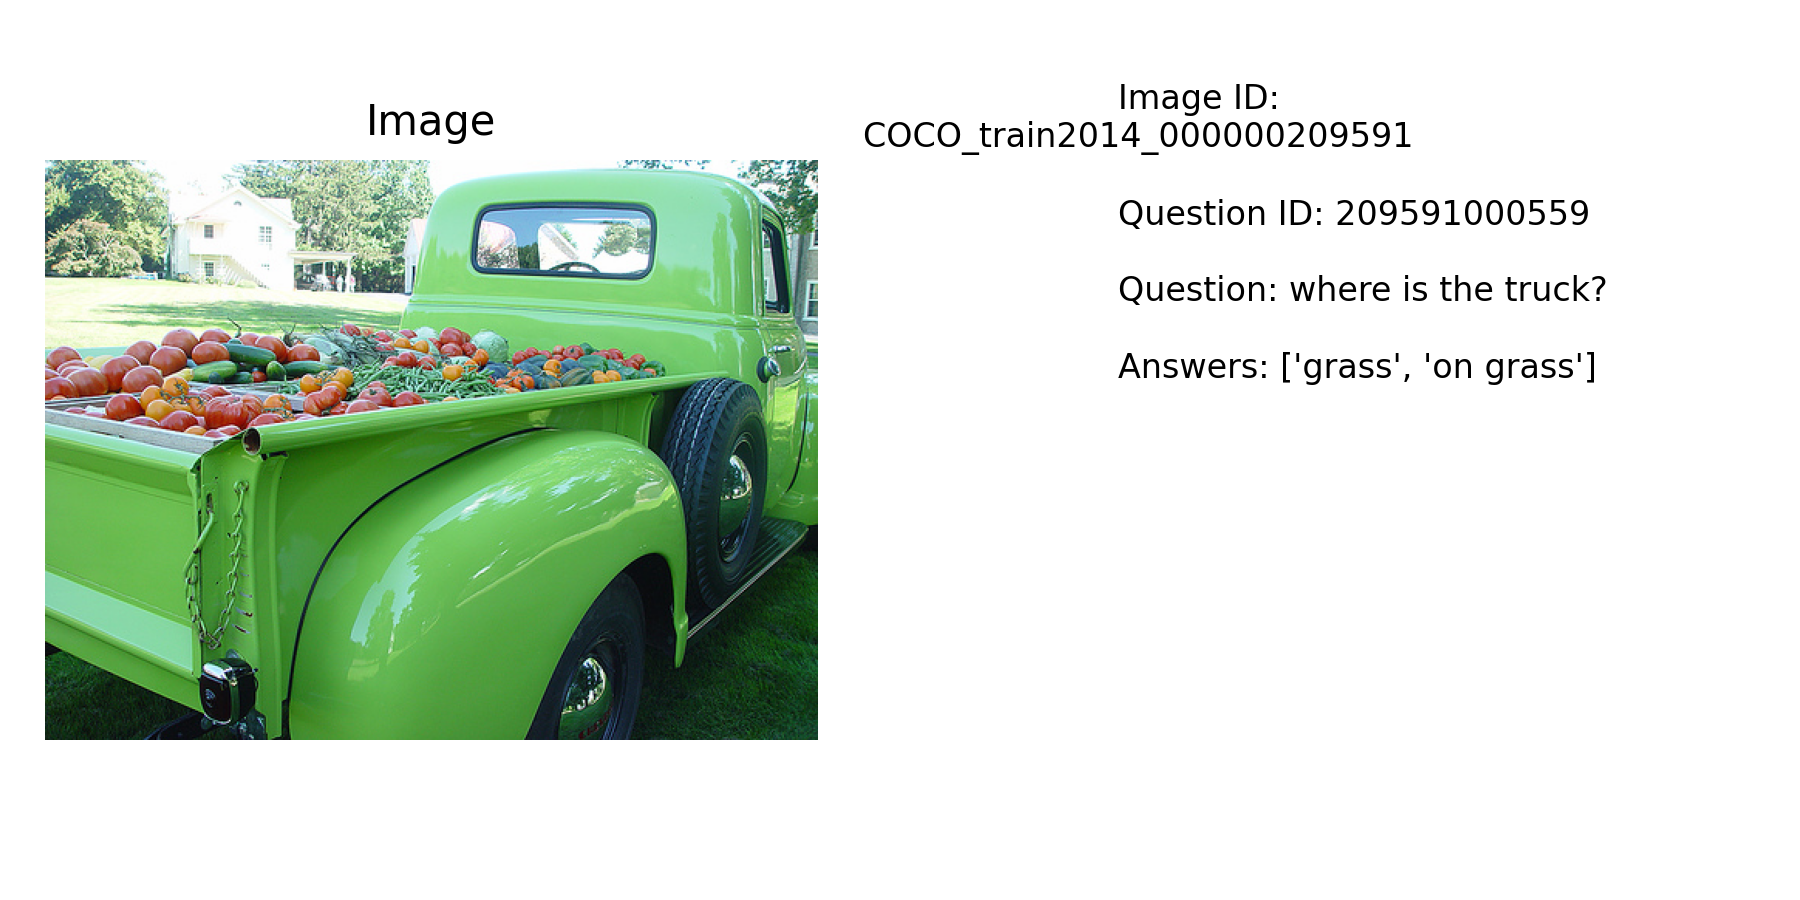 Image
Image ID:
COCO_train2014_000000209591
Question ID: 209591000559
Question: where is the truck?
Answers: ['grass', 'on grass']